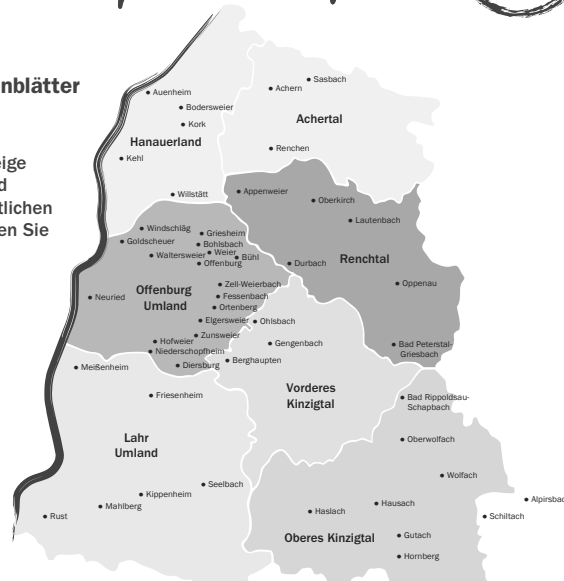 nblätter
eige
d
tlichen
en Sie
Sasbach
Achern
Auenheim
Bodersweier
Kork
Achertal
Hanauerland
Renchen
Kehl
Willstätt
Appenweier
Oberkirch
Lautenbach
Windschläg
Griesheim
Goldscheuer
Bohlsbach
Waltersweier
Weier
Bühl
Offenburg
Durbach
Renchtal
Oppenau
Zell-Weierbach
Offenburg
Umland
Neuried
Fessenbach
Ortenberg
Elgersweier
Ohlsbach
Zunsweier
Hofweier
Gengenbach
Bad Peterstal-
Griesbach
Niederschopfheim
Diersburg
Berghaupten
Meißenheim
Vorderes
Kinzigtal
Friesenheim
Bad Rippoldsau-
Schapbach
Lahr
Umland
Oberwolfach
Wolfach
Seelbach
Kippenheim
Mahlberg
Rust
Haslach
Hausach
Alpirsbac
Schiltach
Oberes Kinzigtal
Gutach
Hornberg